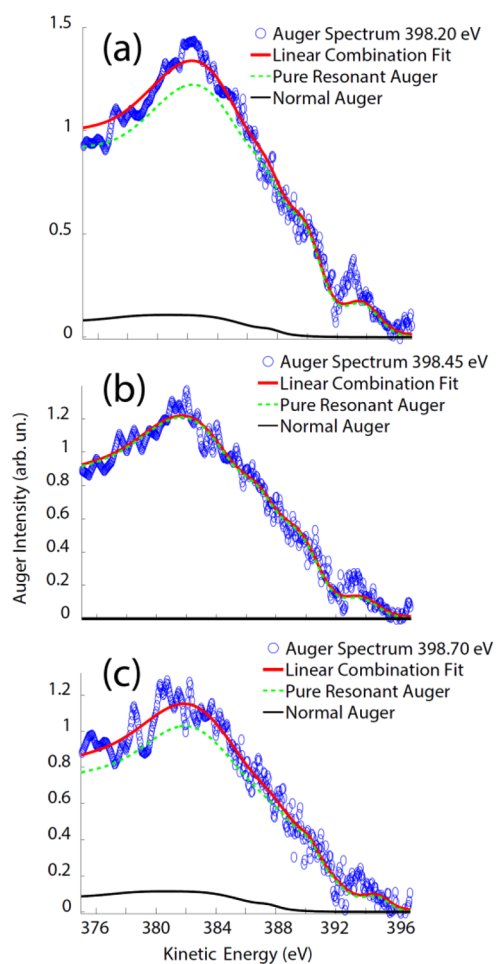 1.5
(a)
Auger Spectrum 398.20 eV
Linear Combination Fit
Pure Resonant Auger
Normal Auger
1
0.5
0
(b)
Auger Spectrum 398.45 eV
Linear Combination Fit
Pure Resonant Auger
Normal Auger
1.2
1
0.8
0.6
0.4
0.2
0
Auger Intensity (arb. un.)
(c)
Auger Spectrum 398.70 eV
Linear Combination Fit
Pure Resonant Auger
Normal Auger
1.2
1
0.8
0.6
0.4
0.2
0
376 380 384 388 392 396
Kinetic Energy (eV)